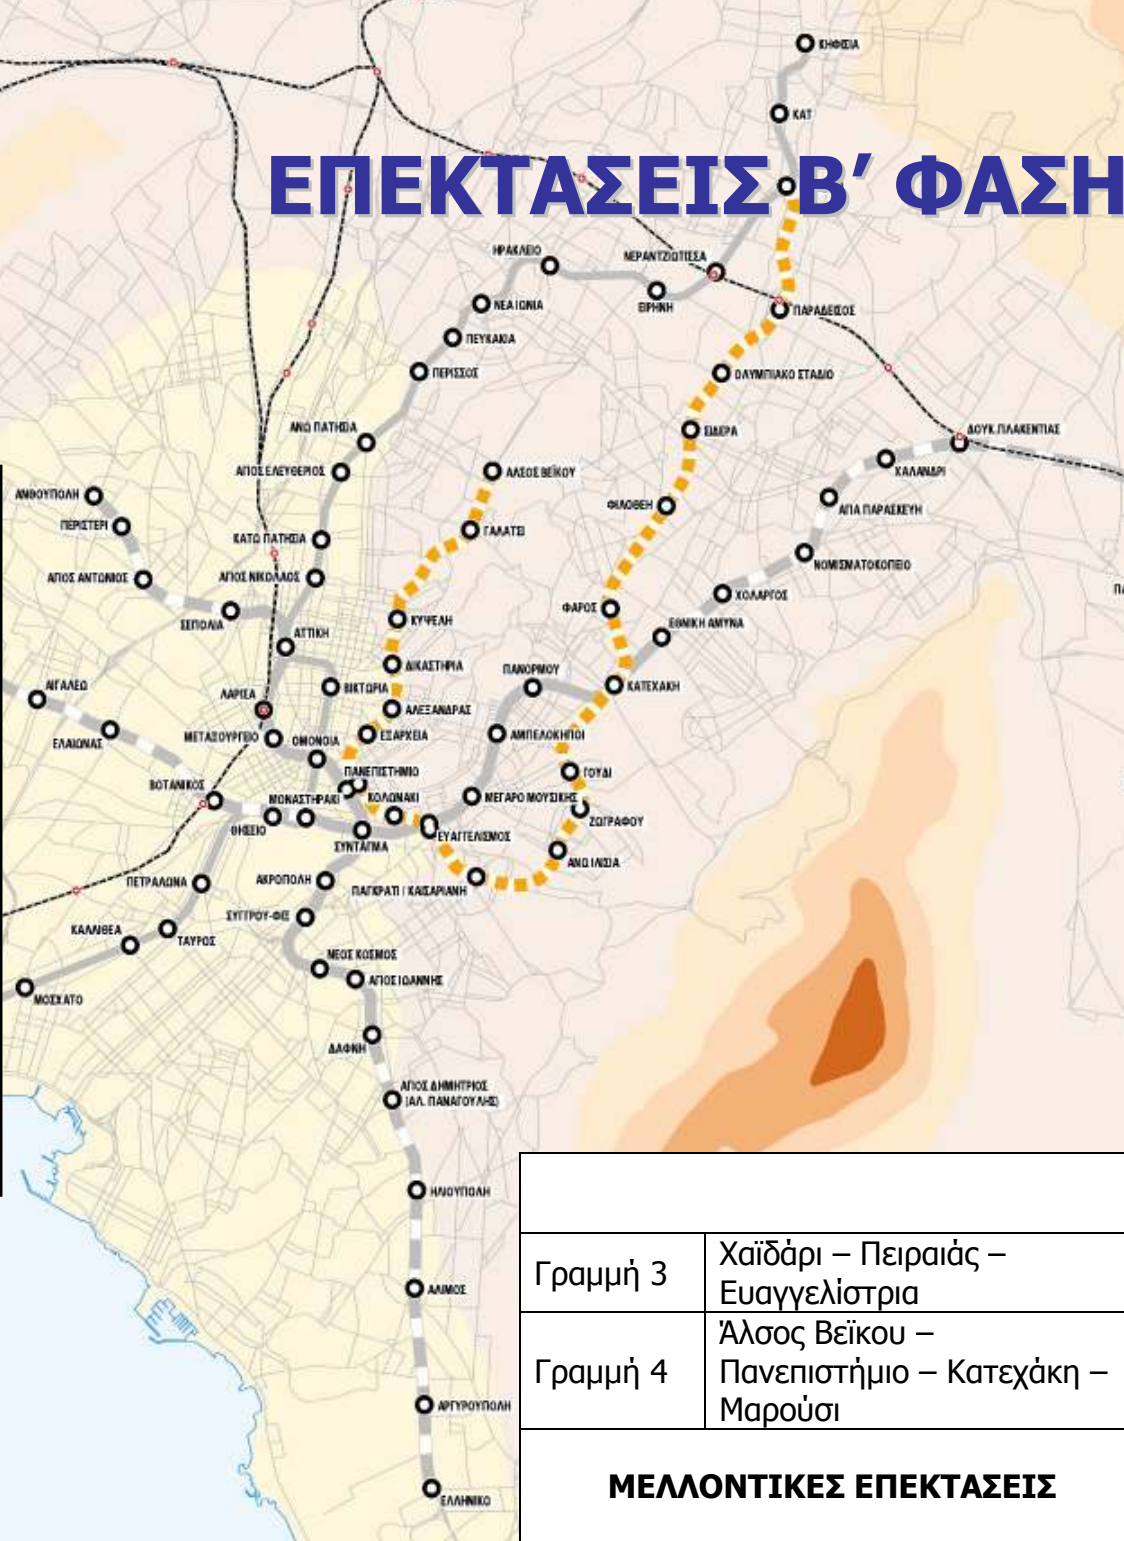 ΚΗΦΙΣΙΑ
ΚΑΤ
ΕΠΕΚΤΑΣΕΙΣ Β’ ΦΑΣΗ
ΗΡΑΚΛΕΙΟ
ΝΕΡΑΝΤΖΙΩΤΙΣΣΑ
ΕΙΡΗΝΗ
ΝΕΑ ΙΩΝΙΑ
ΠΑΡΑΔΕΙΣΟΣ
ΠΕΥΚΑΚΙΑ
ΠΕΡΙΣΣΟΣ
ΟΛΥΜΠΙΑΚΟ ΣΤΑΔΙΟ
ΑΝΩ ΠΑΤΗΣΙΑ
ΣΙΔΕΡΑ
ΔΟΥΚ. ΠΛΑΚΕΝΤΙΑΣ
ΑΓΙΟΣ ΕΛΕΥΘΕΡΙΟΣ
ΑΛΣΟΣ ΒΕΪΚΟΥ
ΧΑΛΑΝΔΡΙ
ΑΝΘΟΥΠΟΛΗ
ΦΙΛΟΘΕΗ
ΑΓΙΑ ΠΑΡΑΣΚΕΥΗ
ΠΕΡΙΣΤΕΡΙ
ΓΑΛΑΤΣΙ
ΚΑΤΩ ΠΑΤΗΣΙΑ
ΝΟΜΙΣΜΑΤΟΚΟΠΕΙΟ
ΑΓΙΟΣ ΑΝΤΩΝΙΟΣ
ΑΓΙΟΣ ΝΙΚΟΛΑΟΣ
ΧΟΛΑΡΓΟΣ
ΠΑ
ΣΕΠΟΛΙΑ
ΚΥΨΕΛΗ
ΦΑΡΟΣ
ΕΘΝΙΚΗ ΑΜΥΝΑ
ΑΤΤΙΚΗ
ΔΙΚΑΣΤΗΡΙΑ
ΠΑΝΟΡΜΟΥ
ΑΙΓΑΛΕΩ
ΛΑΡΙΣΑ
ΒΙΚΤΩΡΙΑ
ΚΑΤΕΧΑΚΗ
ΑΛΕΞΑΝΔΡΑΣ
ΕΛΑΙΩΝΑΣ
ΜΕΤΑΞΟΥΡΓΕΙΟ
ΟΜΟΝΟΙΑ
ΕΞΑΡΧΕΙΑ
ΑΜΠΕΛΟΚΗΠΟΙ
ΠΑΝΕΠΙΣΤΗΜΙΟ
ΓΟΥΔΙ
ΒΟΤΑΝΙΚΟΣ
ΜΟΝΑΣΤΗΡΑΚΙ
ΚΟΛΩΝΑΚΙ
ΜΕΓΑΡΟ ΜΟΥΣΙΚΗΣ
ΖΩΓΡΑΦΟΥ
ΘΗΣΕΙΟ
ΣΥΝΤΑΓΜΑ
ΕΥΑΓΓΕΛΙΣΜΟΣ
ΑΝΩ ΙΛΙΣΙΑ
ΠΕΤΡΑΛΩΝΑ
ΑΚΡΟΠΟΛΗ
ΠΑΓΚΡΑΤΙ / ΚΑΙΣΑΡΙΑΝΗ
ΣΥΓΓΡΟΥ-ΦΙΞ
ΚΑΛΛΙΘΕΑ
ΤΑΥΡΟΣ
ΝΕΟΣ ΚΟΣΜΟΣ
ΑΓΙΟΣ ΙΩΑΝΝΗΣ
ΜΟΣΧΑΤΟ
ΔΑΦΝΗ
ΑΓΙΟΣ ΔΗΜΗΤΡΙΟΣ
(ΑΛ. ΠΑΝΑΓΟΥΛΗΣ)
ΗΛΙΟΥΠΟΛΗ
ΑΛΙΜΟΣ
ΑΡΓΥΡΟΥΠΟΛΗ
ΕΛΛΗΝΙΚΟ
Γραμμή 3
Χαϊδάρι – Πειραιάς –
Ευαγγελίστρια
Γραμμή 4
Άλσος Βεϊκου –
Πανεπιστήμιο – Κατεχάκη –
Μαρούσι
ΜΕΛΛΟΝΤΙΚΕΣ ΕΠΕΚΤΑΣΕΙΣ